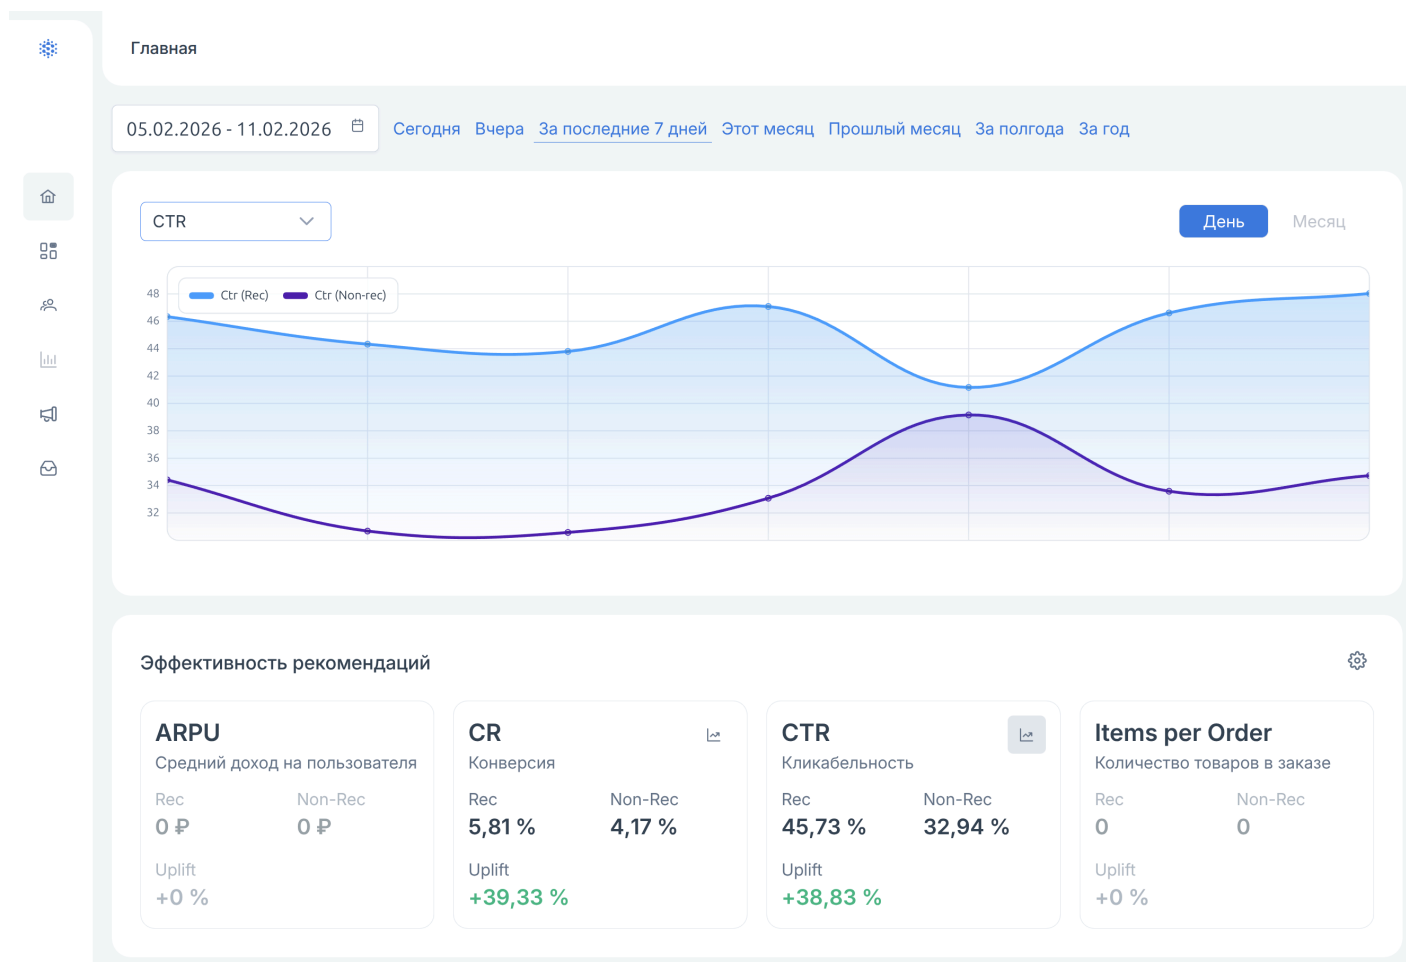 Главная
05.02.2026 - 11.02.2026 Сегодня Вчера За последние 7 дней Этот месяц Прошлый месяц За полгода За год
CTR День Месяц
Ctr (Rec) Ctr (Non-rec)
48
46
44
42
40
38
36
34
32
Эффективность рекомендаций
ARPU
Средний доход на пользователя
Rec Non-Rec
0 ₽ 0 ₽
Uplift
+0 %
CR
Конверсия
Rec Non-Rec
5,81 % 4,17 %
Uplift
+39,33 %
CTR
Кликабельность
Rec Non-Rec
45,73 % 32,94 %
Uplift
+38,83 %
Items per Order
Количество товаров в заказе
Rec Non-Rec
0 0
Uplift
+0 %